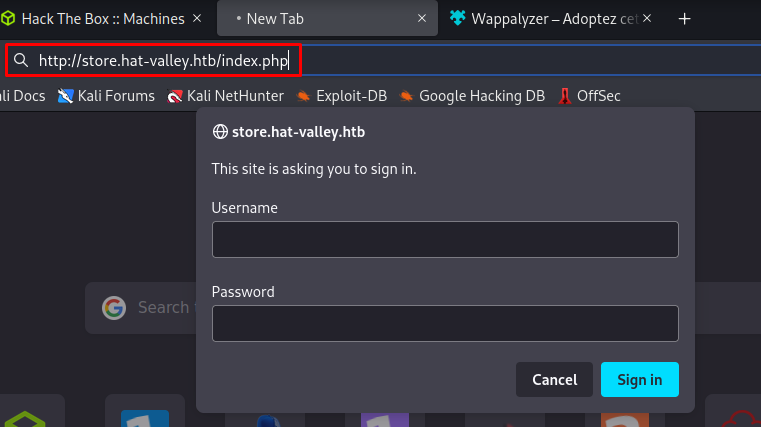 Hack The Box :: Machines
New Tab
Wappalyzer – Adoptez cet
http://store.hat-valley.htb/index.php
ali Docs Kali Forums Kali NetHunter Exploit-DB Google Hacking DB OffSec
store.hat-valley.htb
This site is asking you to sign in.
Username
Search
Password
Cancel Sign in